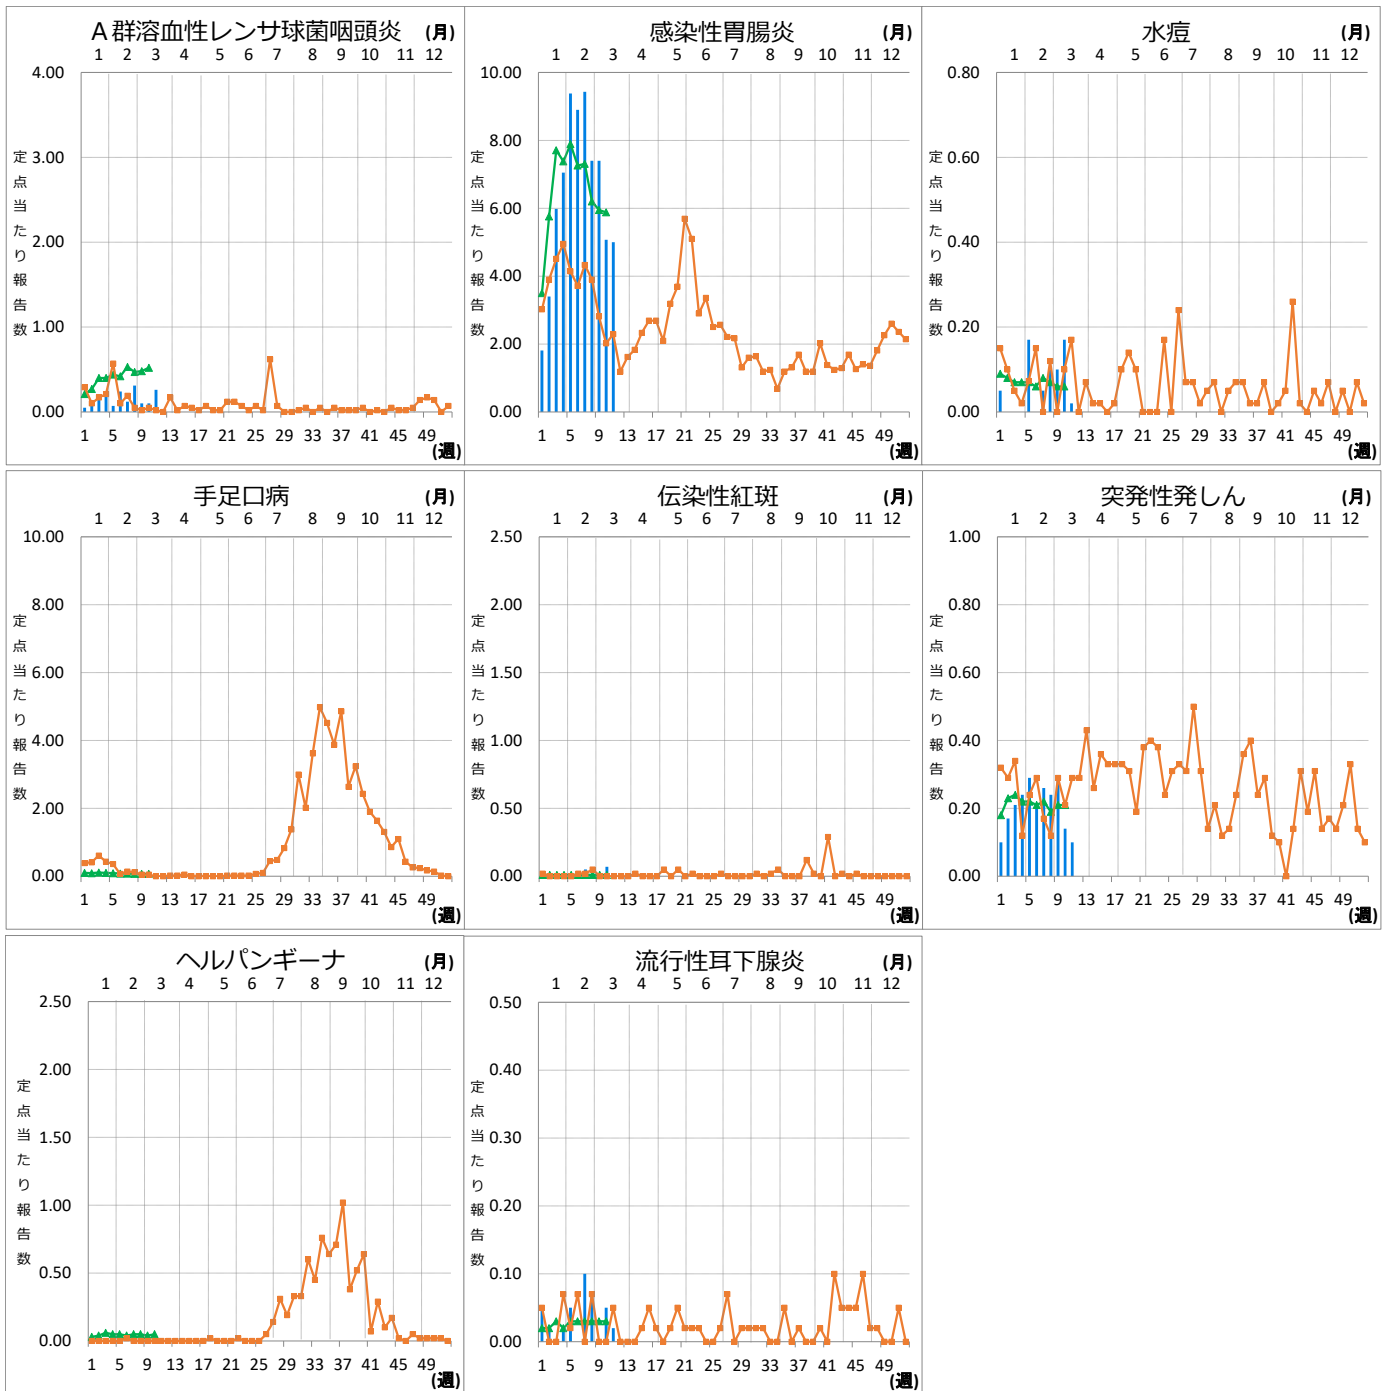 A群溶血性レンサ球菌咽頭炎 (月)
1 2 3 4 5 6 7 8 9 10 11 12
定点当たり報告数
4.00
3.00
2.00
1.00
0.00
1 5 9 13 17 21 25 29 33 37 41 45 49
(週)
感染性胃腸炎 (月)
1 2 3 4 5 6 7 8 9 10 11 12
定点当たり報告数
10.00
8.00
6.00
4.00
2.00
0.00
1 5 9 13 17 21 25 29 33 37 41 45 49
(週)
水痘 (月)
1 2 3 4 5 6 7 8 9 10 11 12
定点当たり報告数
0.80
0.60
0.40
0.20
0.00
1 5 9 13 17 21 25 29 33 37 41 45 49
(週)
手足口病 (月)
1 2 3 4 5 6 7 8 9 10 11 12
定点当たり報告数
10.00
8.00
6.00
4.00
2.00
0.00
1 5 9 13 17 21 25 29 33 37 41 45 49
(週)
伝染性紅斑 (月)
1 2 3 4 5 6 7 8 9 10 11 12
定点当たり報告数
2.50
2.00
1.50
1.00
0.50
0.00
1 5 9 13 17 21 25 29 33 37 41 45 49
(週)
突発性発しん (月)
1 2 3 4 5 6 7 8 9 10 11 12
定点当たり報告数
1.00
0.80
0.60
0.40
0.20
0.00
1 5 9 13 17 21 25 29 33 37 41 45 49
(週)
ヘルパンギーナ (月)
1 2 3 4 5 6 7 8 9 10 11 12
定点当たり報告数
2.50
2.00
1.50
1.00
0.50
0.00
1 5 9 13 17 21 25 29 33 37 41 45 49
(週)
流行性耳下腺炎 (月)
1 2 3 4 5 6 7 8 9 10 11 12
定点当たり報告数
0.50
0.40
0.30
0.20
0.10
0.00
1 5 9 13 17 21 25 29 33 37 41 45 49
(週)